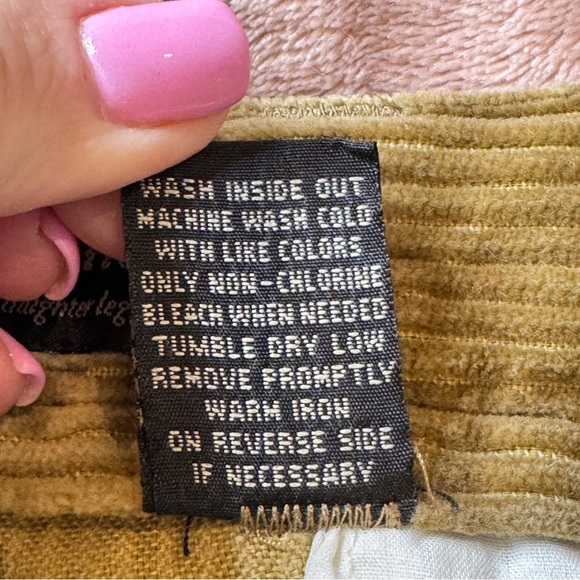 WASH INSIDE OUT
MACHINE WASH COLD
WITH LIKE COLORS
ONLY NON-CHLORINE
BLEACH WHEN NEEDED
TUMBLE DRY LOW
REMOVE PROMPTLY
WARM IRON
ON REVERSE SIDE
IF NECESSARY